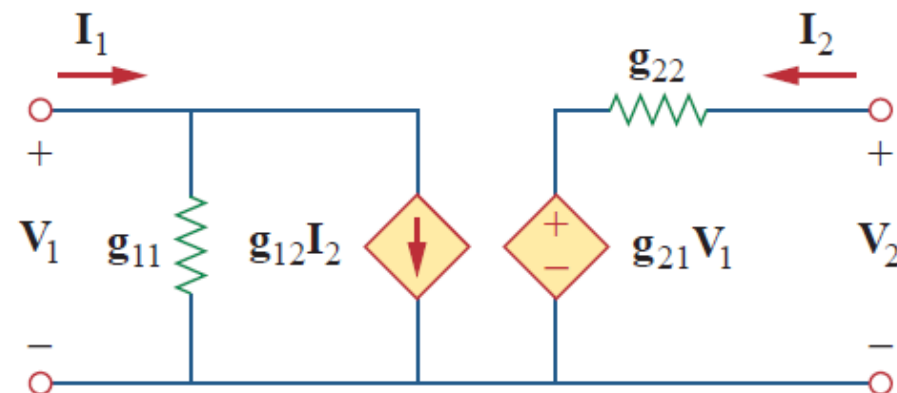 I₁ I₂
g₂₂
+ +
V₁ g₁₁ g₁₂I₂ + − g₂₁V₁ V₂
− −